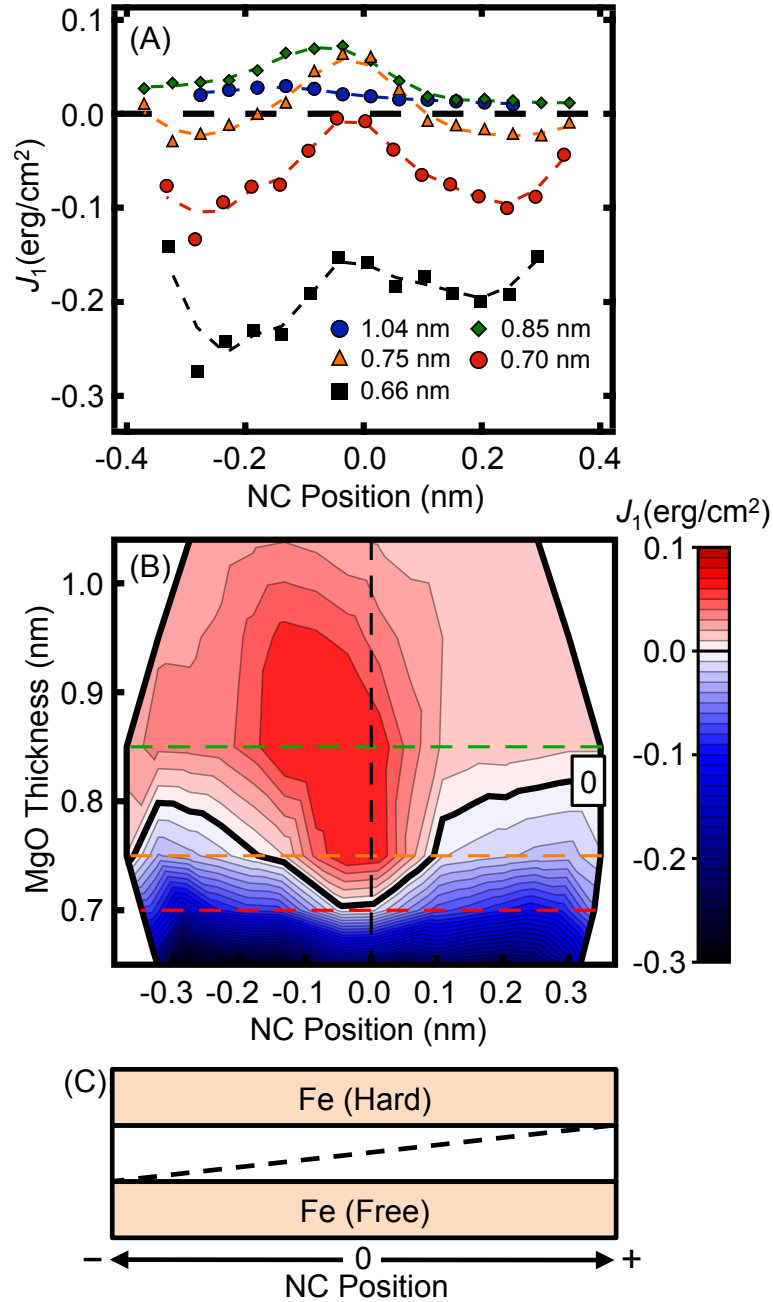 (A)
0.1
0.0
-0.1
-0.2
-0.3
J₁(erg/cm²)
1.04 nm
0.85 nm
0.75 nm
0.70 nm
0.66 nm
-0.4
-0.2
0.0
0.2
0.4
NC Position (nm)
J₁(erg/cm²)
(B)
1.0
0.9
0.8
0.7
MgO Thickness (nm)
0
-0.3
-0.2
-0.1
0.0
0.1
0.2
0.3
NC Position (nm)
0.1
0.0
-0.1
-0.2
-0.3
(C)
Fe (Hard)
Fe (Free)
− 0 +
NC Position